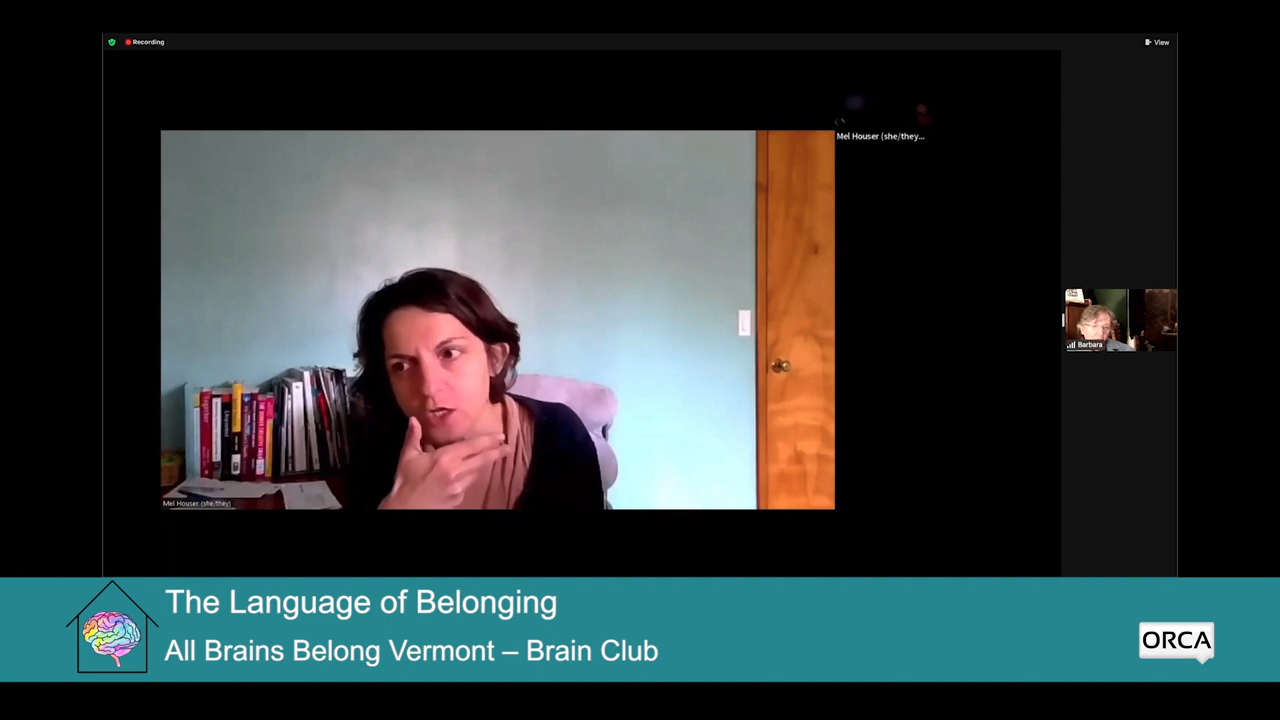 Recording
View
Mel Houser (she/they...
Together
Barbara
Mel Houser (she/they)
The Language of Belonging
All Brains Belong Vermont – Brain Club
ORCA